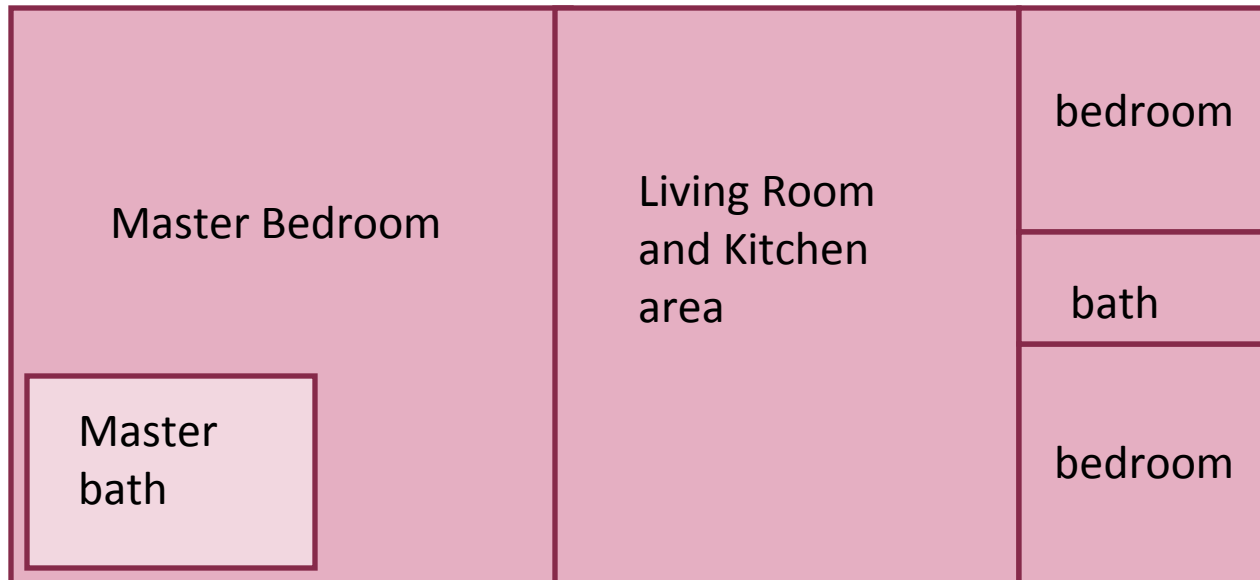 Master Bedroom
Master
bath
Living Room
and Kitchen
area
bedroom
bath
bedroom